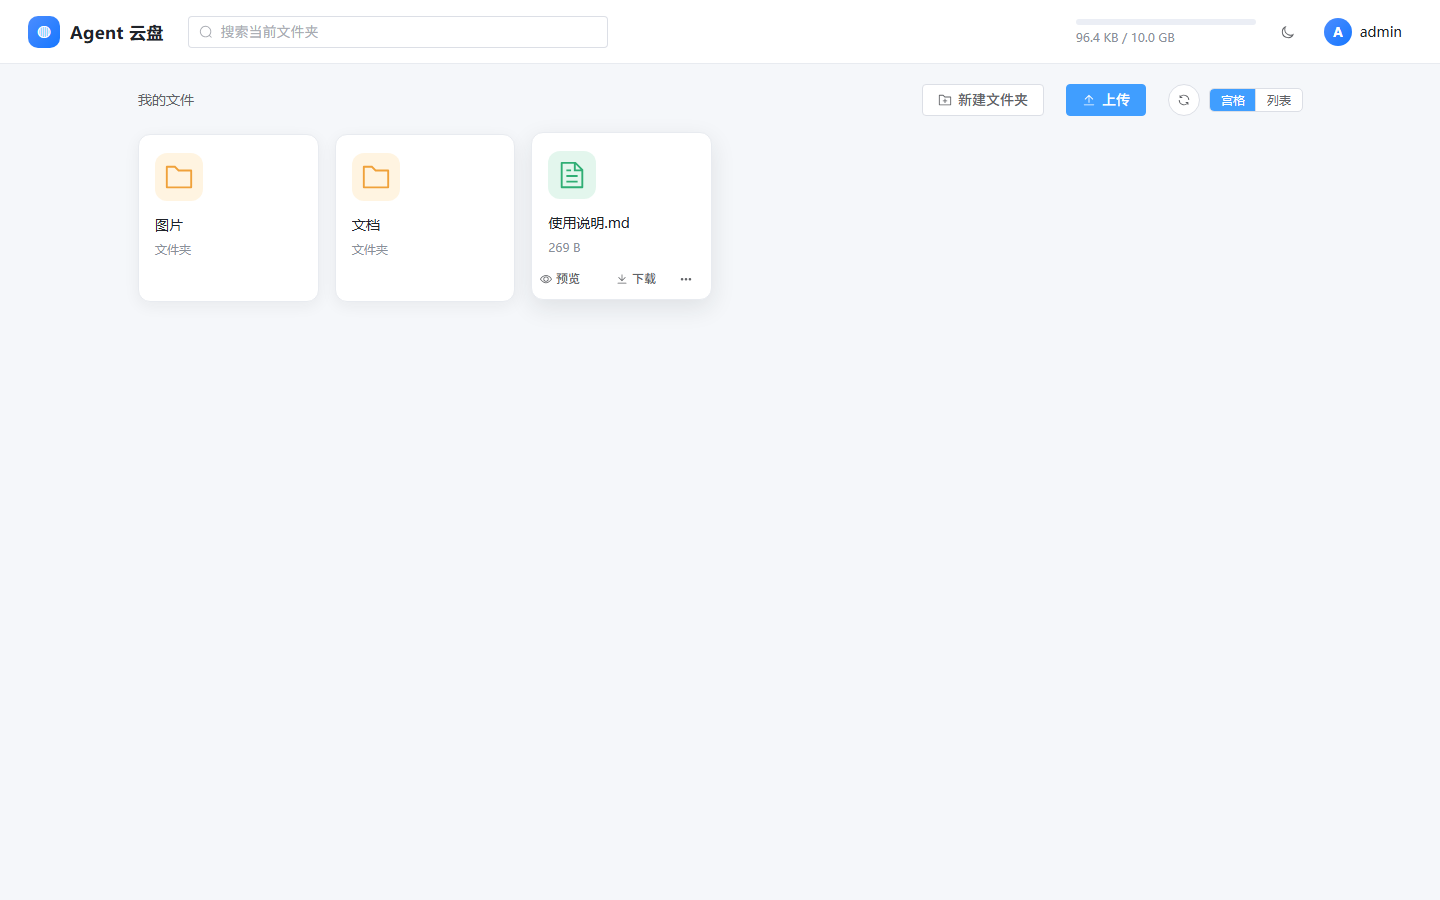 Agent 云盘
搜索当前文件夹
96.4 KB / 10.0 GB
A admin
我的文件
新建文件夹
上传
宫格 列表
图片
文件夹
文档
文件夹
使用说明.md
269 B
预览 下载